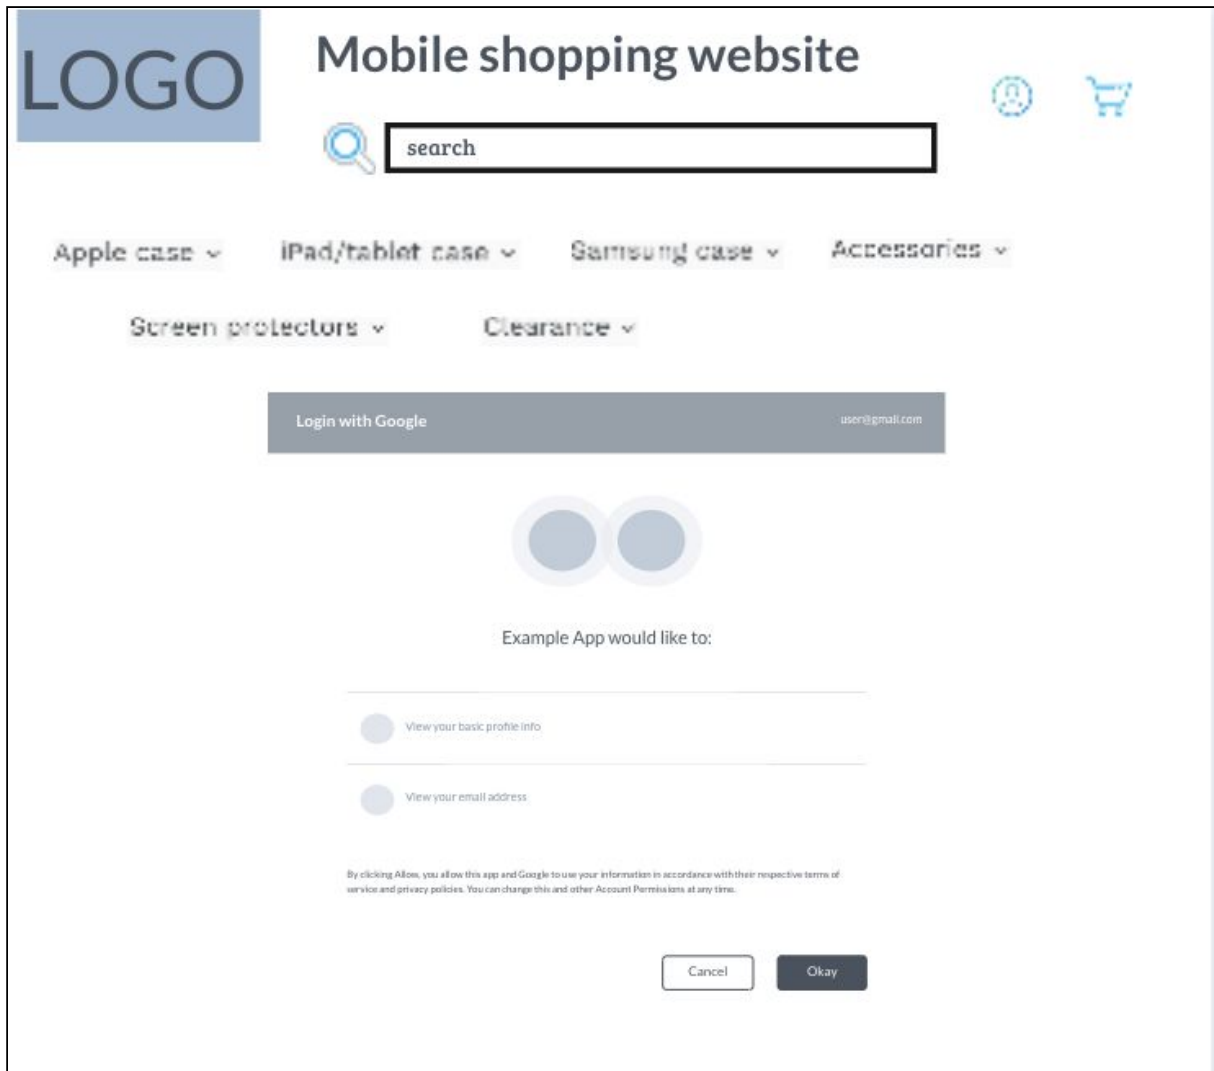 LOGO
Mobile shopping website
search
Apple case
iPad/tablet case
Samsung case
Accessories
Screen protectors
Clearance
Login with Google
user@gmail.com
Example App would like to:
View your basic profile info
View your email address
By clicking Allow, you allow this app and Google to use your information in accordance with their respective terms of
service and privacy policies. You can change this and other Account Permissions at any time.
Cancel
Okay